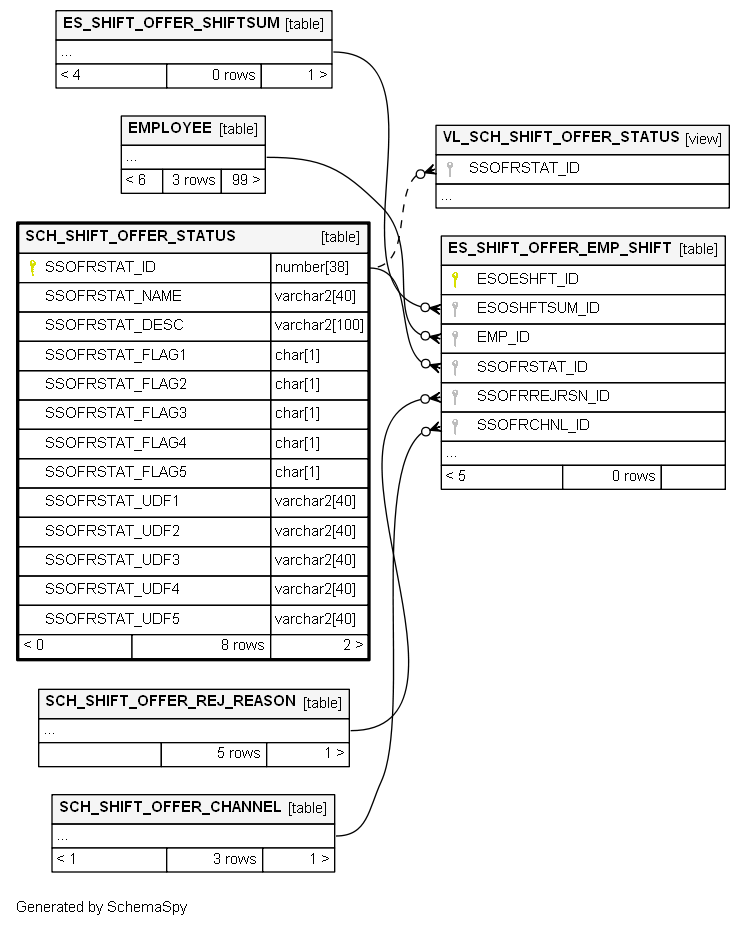 ES_SHIFT_OFFER_SHIFTSUM [table]
...
< 4 0 rows 1 >
EMPLOYEE [table]
...
< 6 3 rows 99 >
VL_SCH_SHIFT_OFFER_STATUS [view]
SSOFRSTAT_ID
...
SCH_SHIFT_OFFER_STATUS [table]
SSOFRSTAT_ID number[38]
SSOFRSTAT_NAME varchar2[40]
SSOFRSTAT_DESC varchar2[100]
SSOFRSTAT_FLAG1 char[1]
SSOFRSTAT_FLAG2 char[1]
SSOFRSTAT_FLAG3 char[1]
SSOFRSTAT_FLAG4 char[1]
SSOFRSTAT_FLAG5 char[1]
SSOFRSTAT_UDF1 varchar2[40]
SSOFRSTAT_UDF2 varchar2[40]
SSOFRSTAT_UDF3 varchar2[40]
SSOFRSTAT_UDF4 varchar2[40]
SSOFRSTAT_UDF5 varchar2[40]
< 0 8 rows 2 >
ES_SHIFT_OFFER_EMP_SHIFT [table]
ESOESHFT_ID
ESOSHFTSUM_ID
EMP_ID
SSOFRSTAT_ID
SSOFRREJRSN_ID
SSOFRCHNL_ID
...
< 5 0 rows
SCH_SHIFT_OFFER_REJ_REASON [table]
...
5 rows 1 >
SCH_SHIFT_OFFER_CHANNEL [table]
...
< 1 3 rows 1 >
Generated by SchemaSpy